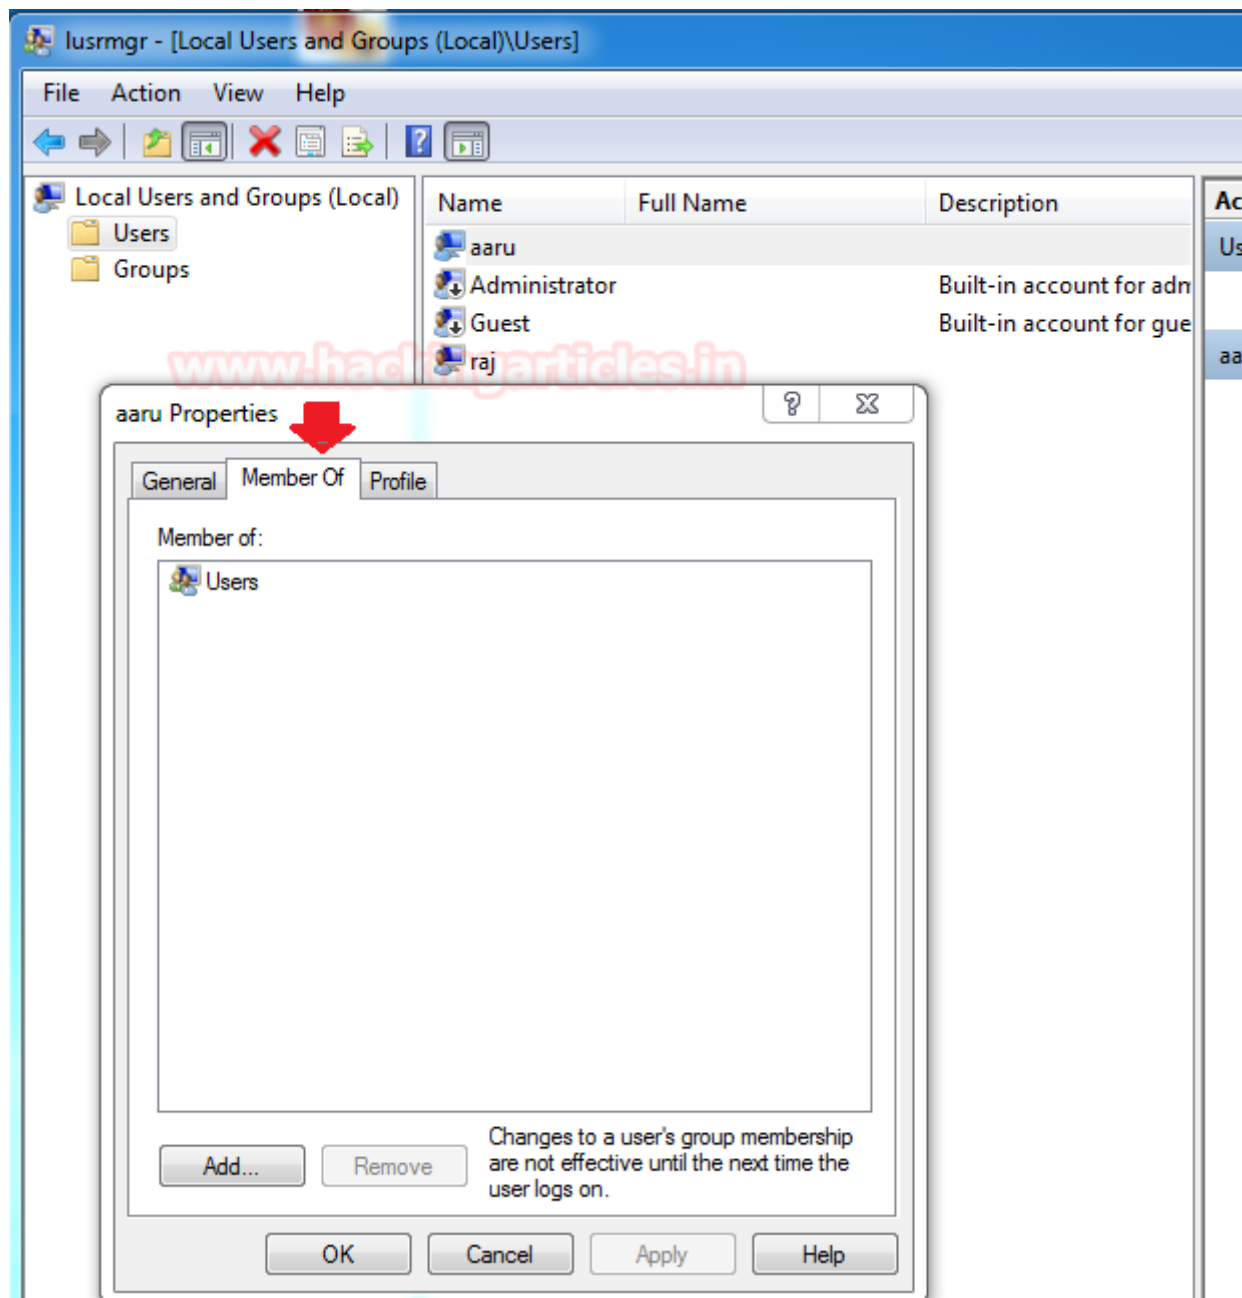 lusrmgr - [Local Users and Groups (Local)\Users]
File Action View Help
Local Users and Groups (Local)
Users
Groups
Name Full Name Description
aaru
Administrator Built-in account for adm
Guest Built-in account for gue
raj
Ac
Us
aa
www.hackingarticles.in
aaru Properties
General Member Of Profile
Member of:
Users
Add... Remove
Changes to a user's group membership
are not effective until the next time the
user logs on.
OK Cancel Apply Help